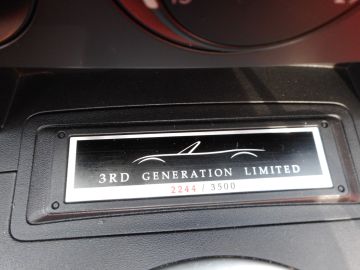 3RD GENERATION LIMITED
2244 / 3500